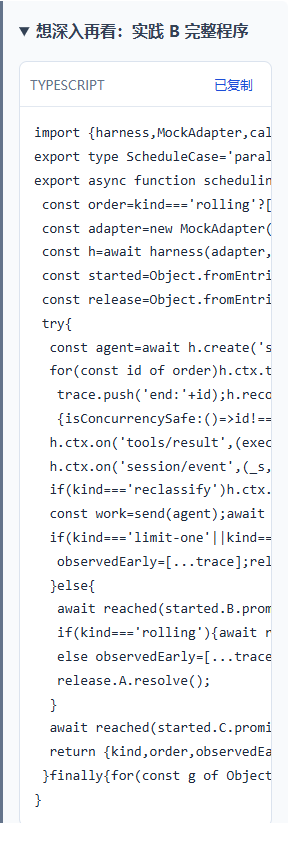 ▼ 想深入再看：实践 B 完整程序
TYPESCRIPT 已复制
import {harness,MockAdapter,cal
export type ScheduleCase='paral
export async function schedulin
const order=kind==='rolling'?[
const adapter=new MockAdapter(
const h=await harness(adapter,
const started=Object.fromEntri
const release=Object.fromEntri
try{
const agent=await h.create('s
for(const id of order)h.ctx.t
trace.push('end:'+id);h.reco
{isConcurrencySafe:()=>id!==
h.ctx.on('tools/result',(exec
h.ctx.on('session/event',(_s,
if(kind==='reclassify')h.ctx.
const work=send(agent);await
if(kind==='limit-one'||kind==
observedEarly=[...trace];rel
}else{
await reached(started.B.prom
if(kind==='rolling'){await r
else observedEarly=[...trace
release.A.resolve();
}
await reached(started.C.promi
return {kind,order,observedEa
}finally{for(const g of Object
}